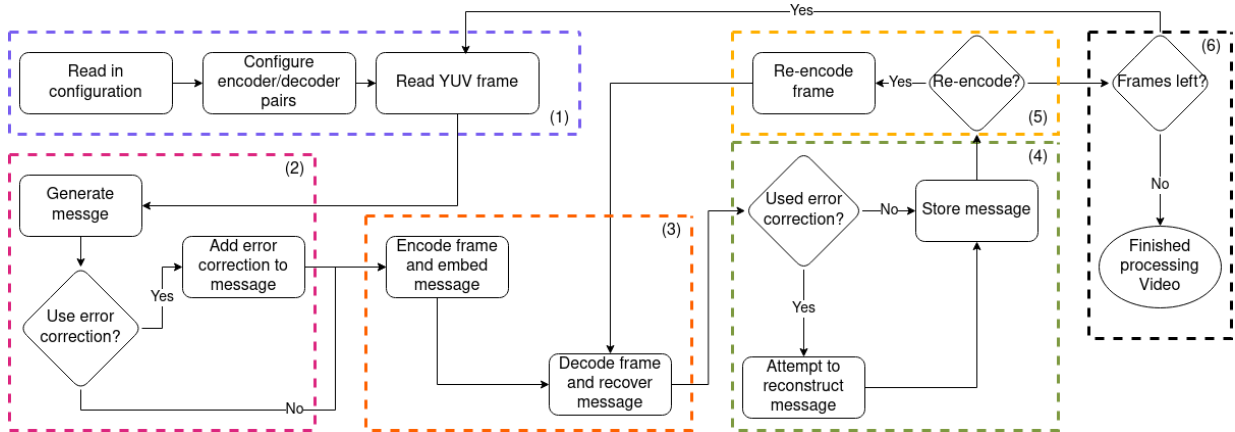 Yes
Read in
configuration
Configure
encoder/decoder
pairs
Read YUV frame
(1)
Re-encode
frame
Yes
Re-encode?
(5)
Frames left?
(6)
No
Finished
processing
Video
(2)
Generate
messge
Use error
correction?
Yes
Add error
correction to
message
No
(3)
Encode frame
and embed
message
Decode frame
and recover
message
(4)
Used error
correction?
No
Store message
Yes
Attempt to
reconstruct
message